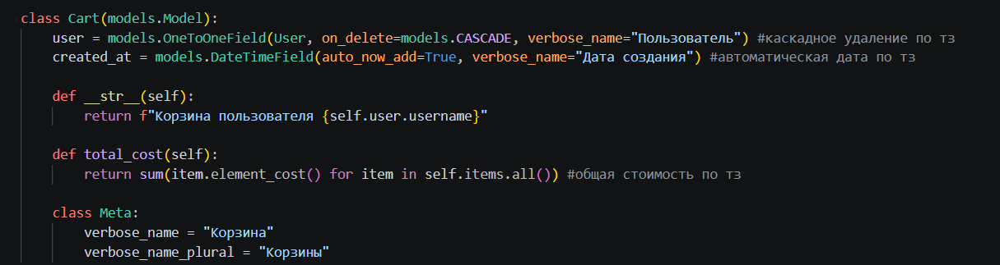 class Cart(models.Model):
    user = models.OneToOneField(User, on_delete=models.CASCADE, verbose_name="Пользователь") #каскадное удаление по тз
    created_at = models.DateTimeField(auto_now_add=True, verbose_name="Дата создания") #автоматическая дата по тз
    def __str__(self):
        return f"Корзина пользователя {self.user.username}"
    def total_cost(self):
        return sum(item.element_cost() for item in self.items.all()) #общая стоимость по тз
    class Meta:
        verbose_name = "Корзина"
        verbose_name_plural = "Корзины"